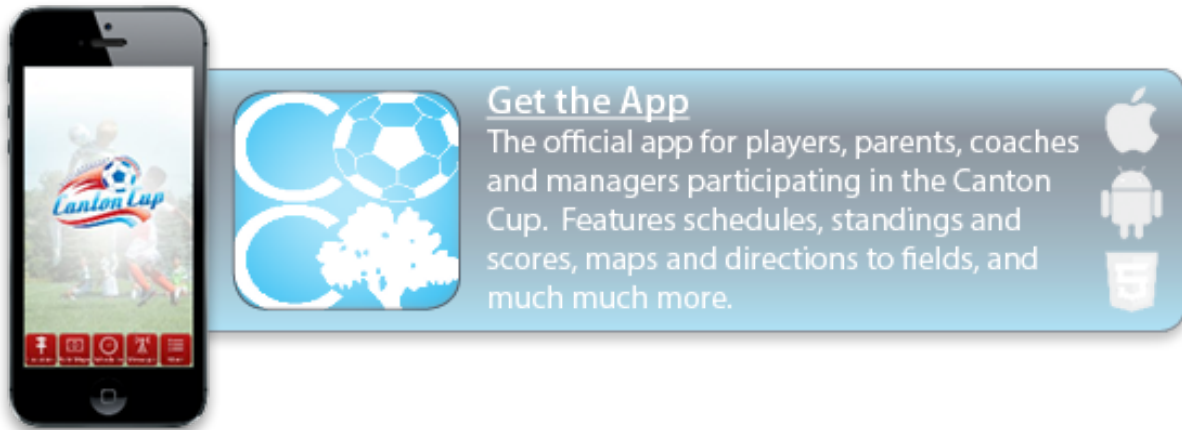 Get the App
The official app for players, parents, coaches
and managers participating in the Canton
Cup. Features schedules, standings and
scores, maps and directions to fields, and
much much more.
Canton Cup